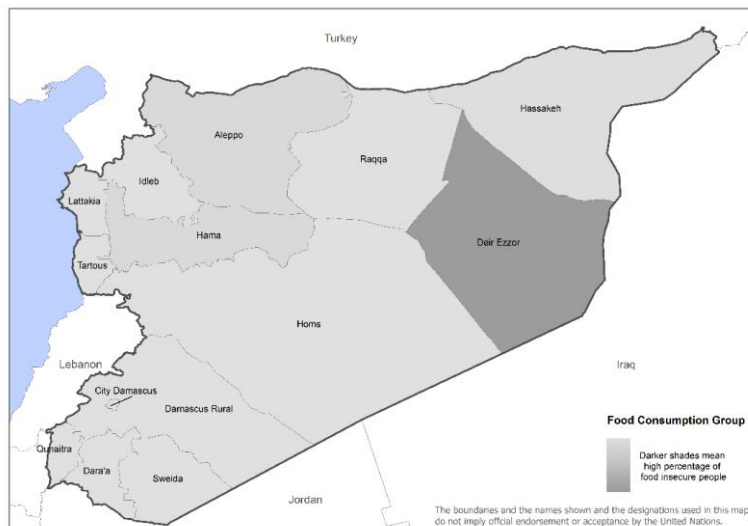 Turkey
Hassakeh
Aleppo
Raqqa
Idleb
Lattakia
Hama
Deir Ezzor
Tartous
Homs
Lebanon
Iraq
City Damascus
Damascus Rural
Qunaitra
Dara'a
Sweida
Jordan
Food Consumption Group
Darker shades mean
high percentage of
food insecure people
The boundaries and the names shown and the designations used in this map
do not imply official endorsement or acceptance by the United Nations.